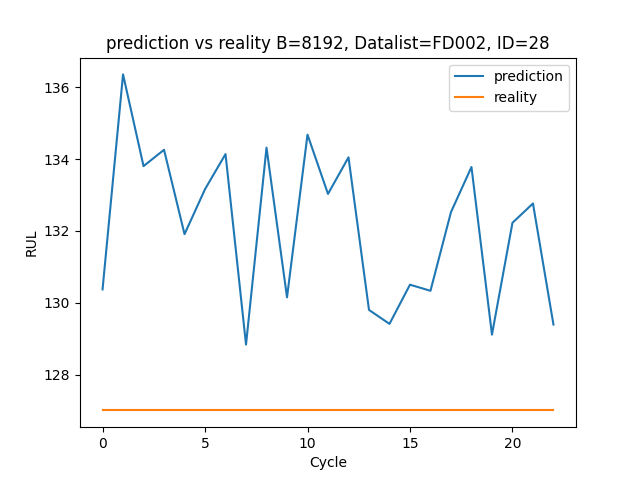 prediction vs reality B=8192, Datalist=FD002, ID=28
prediction
reality
136
134
132
130
128
RUL
0 5 10 15 20
Cycle